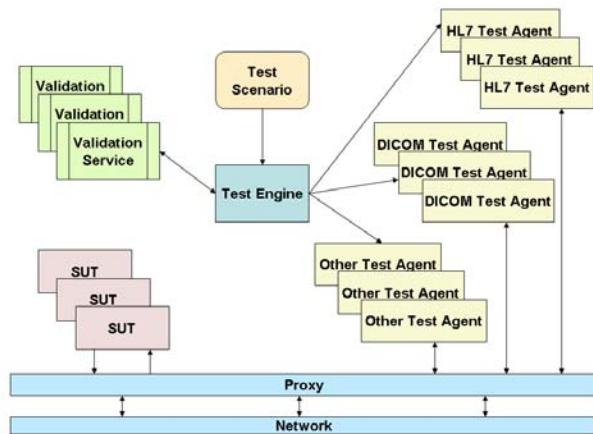 HL7 Test Agent
HL7 Test Agent
HL7 Test Agent
Test
Scenario
Validation
Validation
Validation
Service
Test Engine
DICOM Test Agent
DICOM Test Agent
DICOM Test Agent
SUT
SUT
SUT
Other Test Agent
Other Test Agent
Other Test Agent
Proxy
Network